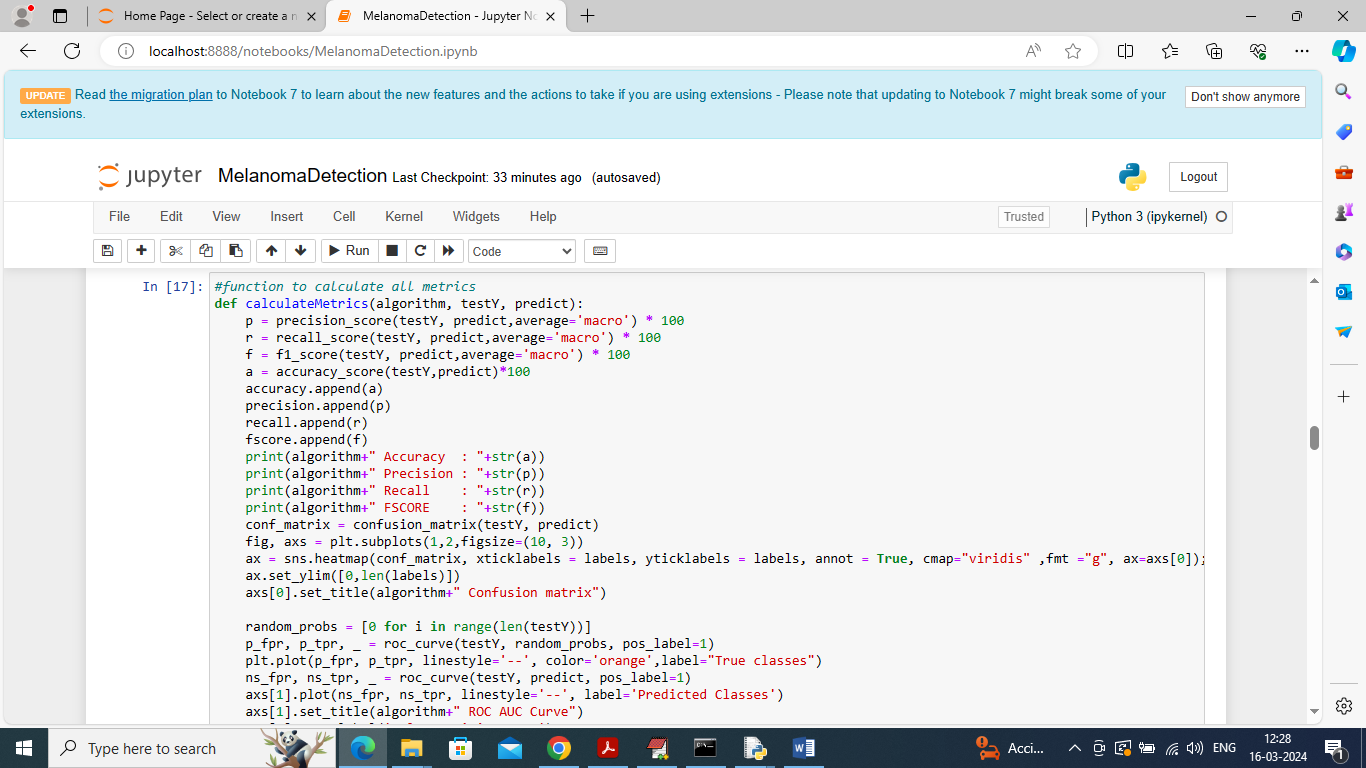 Home Page - Select or create a n
MelanomaDetection - Jupyter No
localhost:8888/notebooks/MelanomaDetection.ipynb
UPDATE Read the migration plan to Notebook 7 to learn about the new features and the actions to take if you are using extensions - Please note that updating to Notebook 7 might break some of your
extensions.
Don't show anymore
jupyter MelanomaDetection Last Checkpoint: 33 minutes ago (autosaved)
Logout
File Edit View Insert Cell Kernel Widgets Help
Trusted
Python 3 (ipykernel)
Run
Code
In [17]:
#function to calculate all metrics
def calculateMetrics(algorithm, testY, predict):
    p = precision_score(testY, predict,average='macro') * 100
    r = recall_score(testY, predict,average='macro') * 100
    f = f1_score(testY, predict,average='macro') * 100
    a = accuracy_score(testY,predict)*100
    accuracy.append(a)
    precision.append(p)
    recall.append(r)
    fscore.append(f)
    print(algorithm+" Accuracy  : "+str(a))
    print(algorithm+" Precision : "+str(p))
    print(algorithm+" Recall    : "+str(r))
    print(algorithm+" FSCORE    : "+str(f))
    conf_matrix = confusion_matrix(testY, predict)
    fig, axs = plt.subplots(1,2,figsize=(10, 3))
    ax = sns.heatmap(conf_matrix, xticklabels = labels, yticklabels = labels, annot = True, cmap="viridis" ,fmt ="g", ax=axs[0]);
    ax.set_ylim([0,len(labels)])
    axs[0].set_title(algorithm+" Confusion matrix")
    random_probs = [0 for i in range(len(testY))]
    p_fpr, p_tpr, _ = roc_curve(testY, random_probs, pos_label=1)
    plt.plot(p_fpr, p_tpr, linestyle='--', color='orange',label="True classes")
    ns_fpr, ns_tpr, _ = roc_curve(testY, predict, pos_label=1)
    axs[1].plot(ns_fpr, ns_tpr, linestyle='--', label='Predicted Classes')
    axs[1].set_title(algorithm+" ROC AUC Curve")
Type here to search
Acci...
ENG
12:28
16-03-2024
1